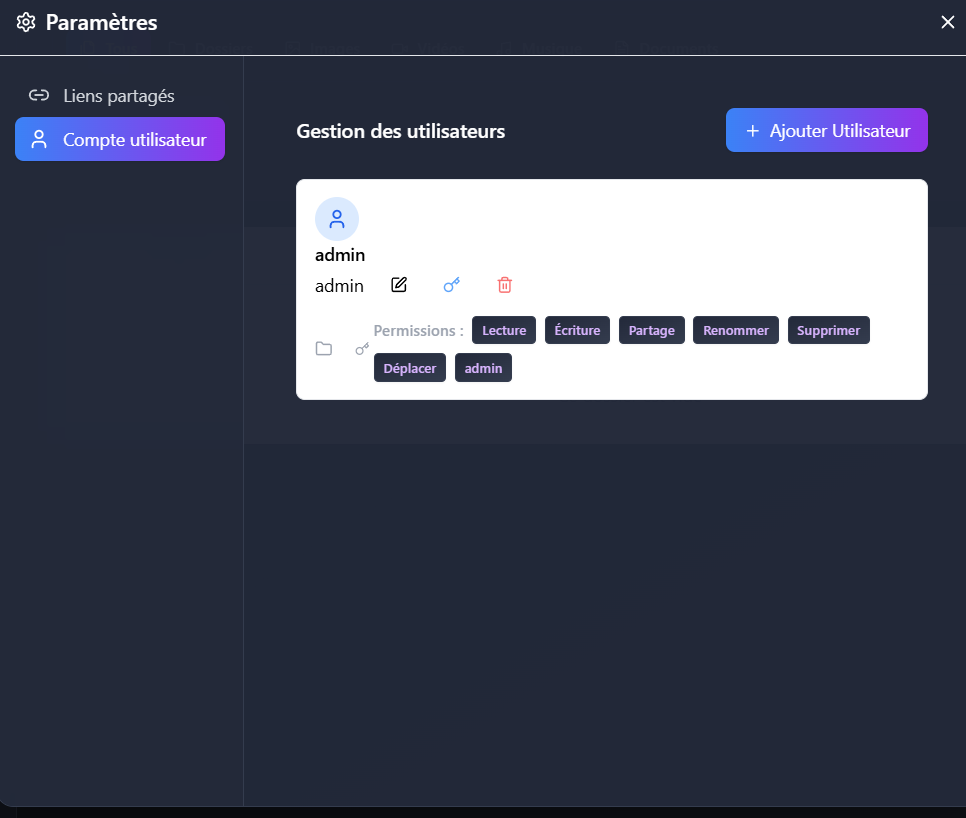 Paramètres
Liens partagés
Compte utilisateur
Gestion des utilisateurs
+ Ajouter Utilisateur
admin
admin
Permissions : Lecture Écriture Partage Renommer Supprimer
Déplacer admin